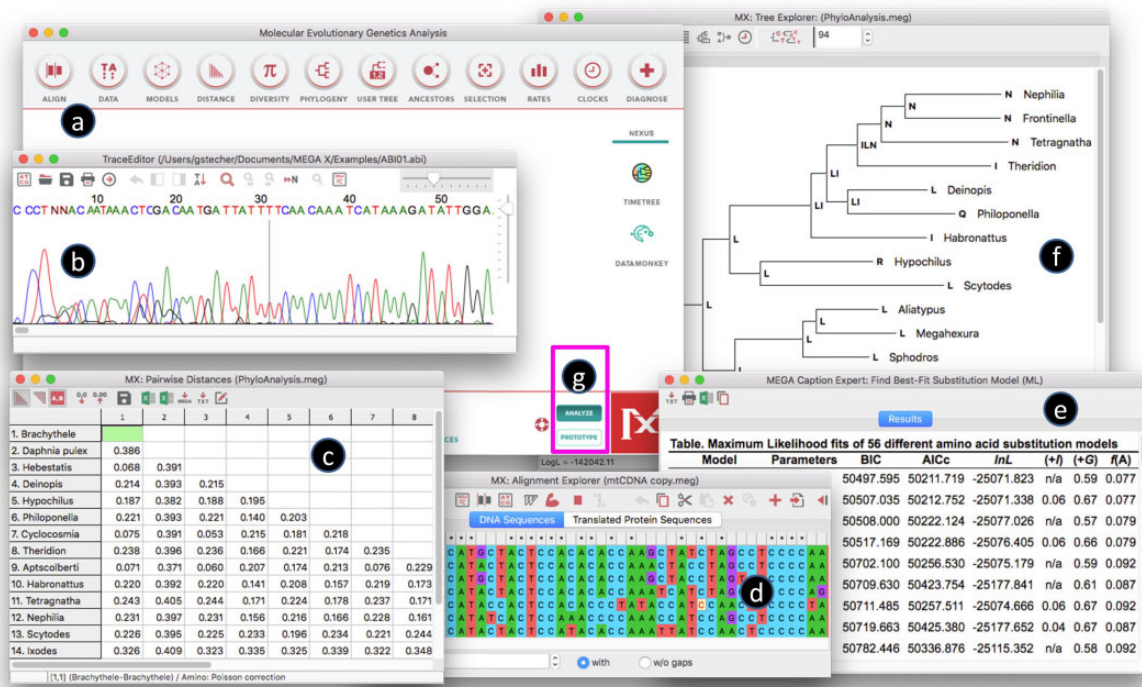 Molecular Evolutionary Genetics Analysis
ALIGN DATA MODELS DISTANCE DIVERSITY PHYLOGENY USER TREE ANCESTORS SELECTION RATES CLOCKS DIAGNOSE
a
NEXUS
TIMETREE
DATAMONKEY
g
ANALYZE
PROTOTYPE
LogL = -142042.11
TraceEditor (/Users/gstecher/Documents/MEGA X/Examples/ABI01.abi)
10 20 30 40 50
C CCTNNACAATAAACTCGACAATGATTATTTTCAACAAATCATAAAGATATTGGA
b
MX: Tree Explorer: (PhyloAnalysis.meg)
94
N Nephilia
N
N Frontinella
N
N Tetragnatha
ILN
I Theridion
LI
L Deinopis
LI
Q Philoponella
LI
I Habronattus
f
L
R Hypochilus
L
L Scytodes
L
L Aliatypus
L
L Megahexura
L
L Sphodros
MX: Pairwise Distances (PhyloAnalysis.meg)
1 2 3 4 5 6 7 8
1. Brachythele
2. Daphnia pulex 0.386
3. Hebestatis 0.068 0.391
4. Deinopis 0.214 0.393 0.215
5. Hypochilus 0.187 0.382 0.188 0.195
6. Philoponella 0.221 0.393 0.221 0.140 0.203
7. Cyclocosmia 0.075 0.391 0.053 0.215 0.181 0.218
8. Theridion 0.238 0.396 0.236 0.166 0.221 0.174 0.235
9. Aptscolberti 0.071 0.371 0.060 0.207 0.174 0.213 0.076 0.229
10. Habronattus 0.220 0.392 0.220 0.141 0.208 0.157 0.219 0.173
11. Tetragnatha 0.243 0.405 0.244 0.171 0.224 0.178 0.237 0.171
12. Nephilia 0.231 0.397 0.231 0.156 0.216 0.166 0.228 0.161
13. Scytodes 0.226 0.395 0.225 0.233 0.196 0.234 0.221 0.244
14. Ixodes 0.326 0.409 0.323 0.335 0.325 0.339 0.322 0.348
[1,1] (Brachythele-Brachythele) / Amino: Poisson correction
c
MX: Alignment Explorer (mtCDNA copy.meg)
DNA Sequences Translated Protein Sequences
d
with w/o gaps
MEGA Caption Expert: Find Best-Fit Substitution Model (ML)
e
Results
Table. Maximum Likelihood fits of 56 different amino acid substitution models
Model Parameters BIC AICc lnL (+I) (+G) f(A)
50497.595 50211.719 -25071.823 n/a 0.59 0.077
50507.035 50212.752 -25071.338 0.06 0.67 0.077
50508.000 50222.124 -25077.026 n/a 0.57 0.079
50517.169 50222.886 -25076.405 0.06 0.66 0.079
50702.100 50256.530 -25075.179 n/a 0.59 0.092
50709.630 50423.754 -25177.841 n/a 0.61 0.087
50711.485 50257.511 -25074.666 0.06 0.67 0.092
50719.663 50425.380 -25177.652 0.04 0.67 0.087
50782.446 50336.876 -25115.352 n/a 0.58 0.092